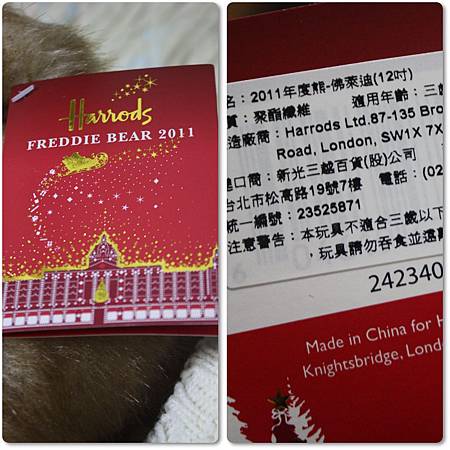 Harrods
FREDDIE BEAR 2011
名：2011年度熊-佛萊迪(12吋)
質：聚酯纖維 適用年齡：三
造廠商：Harrods Ltd.87-135 Bro
Road, London, SW1X 7X
進口商：新光三越百貨(股)公司
台北市松高路19號7樓 電話：(02
統一編號：23525871
注意警告：本玩具不適合三歲以下
，玩具請勿吞食並遠
242340
Made in China for H
Knightsbridge, Lond